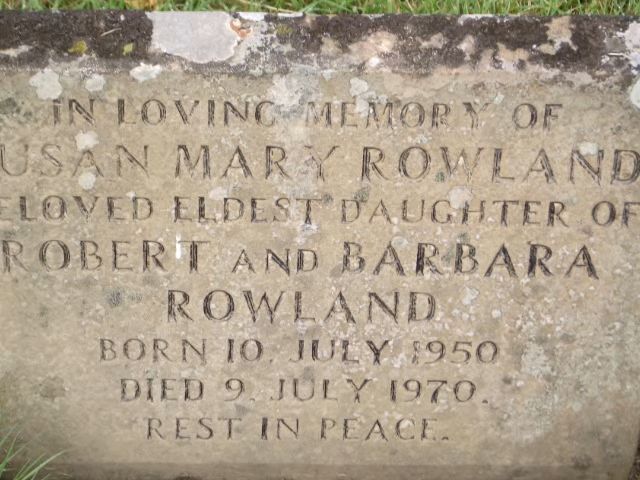 IN LOVING MEMORY OF
USAN MARY ROWLAND
ELOVED ELDEST DAUGHTER OF
ROBERT AND BARBARA
ROWLAND
BORN 10. JULY 1950
DIED 9. JULY 1970.
REST IN PEACE.